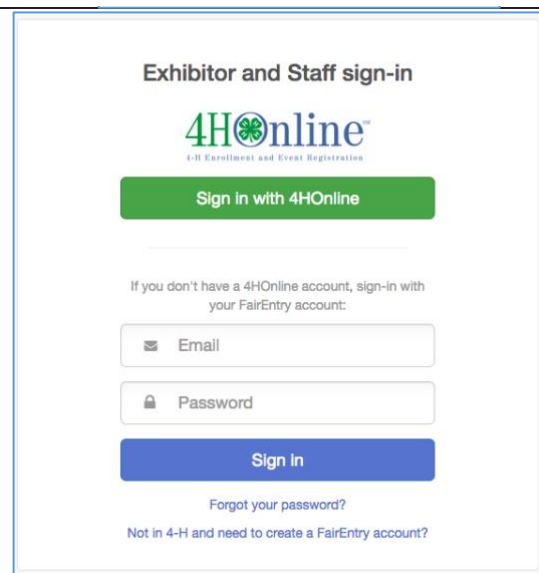 Exhibitor and Staff sign-in
4HOnline™
4-H Enrollment and Event Registration
Sign in with 4HOnline
If you don't have a 4HOnline account, sign-in with
your FairEntry account:
Email
Password
Sign in
Forgot your password?
Not in 4-H and need to create a FairEntry account?